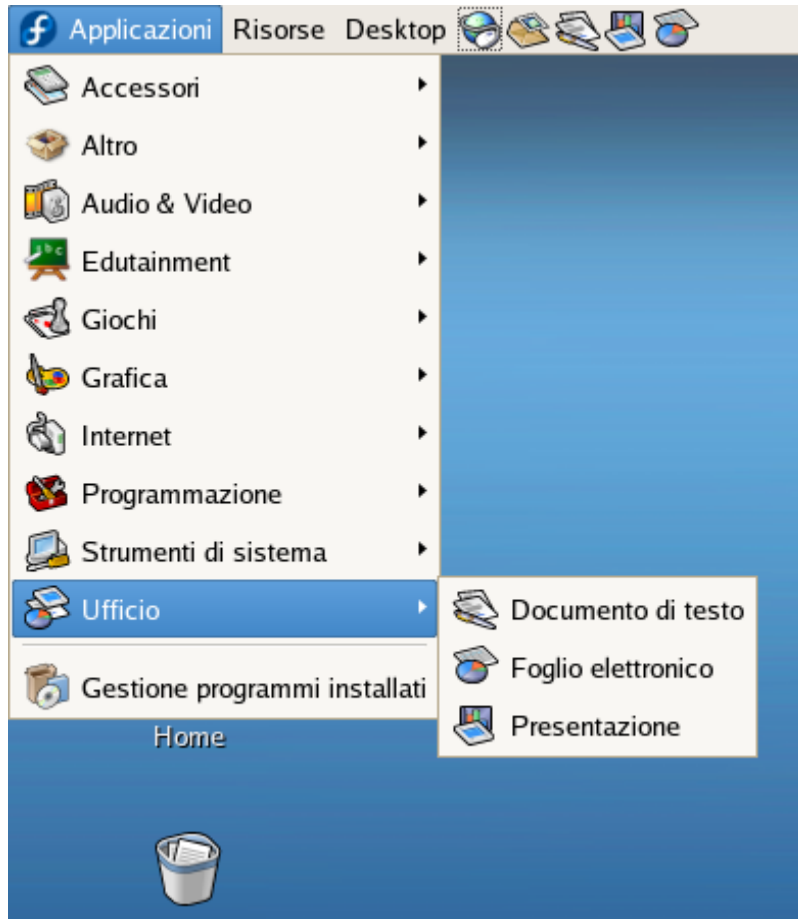 Applicazioni Risorse Desktop
Accessori
Altro
Audio & Video
Edutainment
Giochi
Grafica
Internet
Programmazione
Strumenti di sistema
Ufficio
Documento di testo
Foglio elettronico
Presentazione
Gestione programmi installati
Home